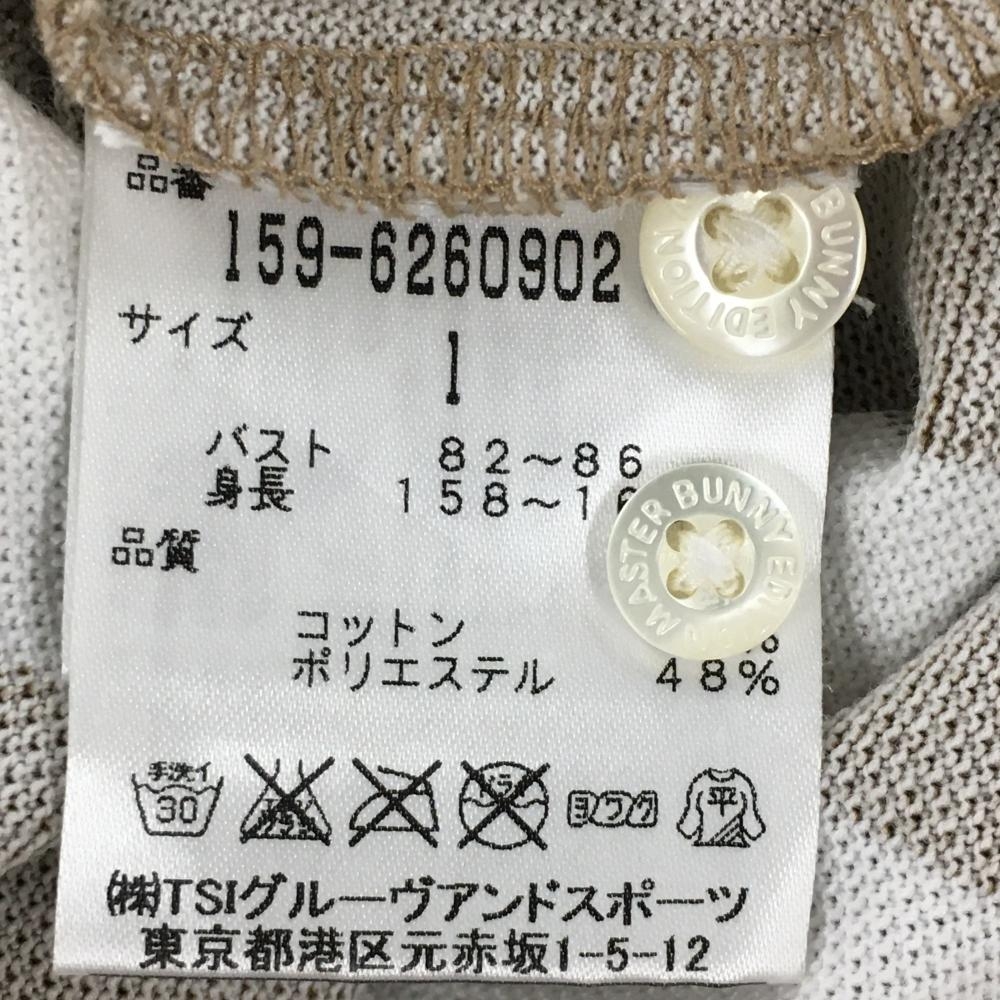 品番
159-6260902
BUNNY EDITION
サイズ
1
バスト 82～86
身長 158～16
MASTER BUNNY ED
品質
コットン %
ポリエステル 48%
手洗イ
30
ヨワク
平
㈱TSIグルーヴアンドスポーツ
東京都港区元赤坂1-5-12